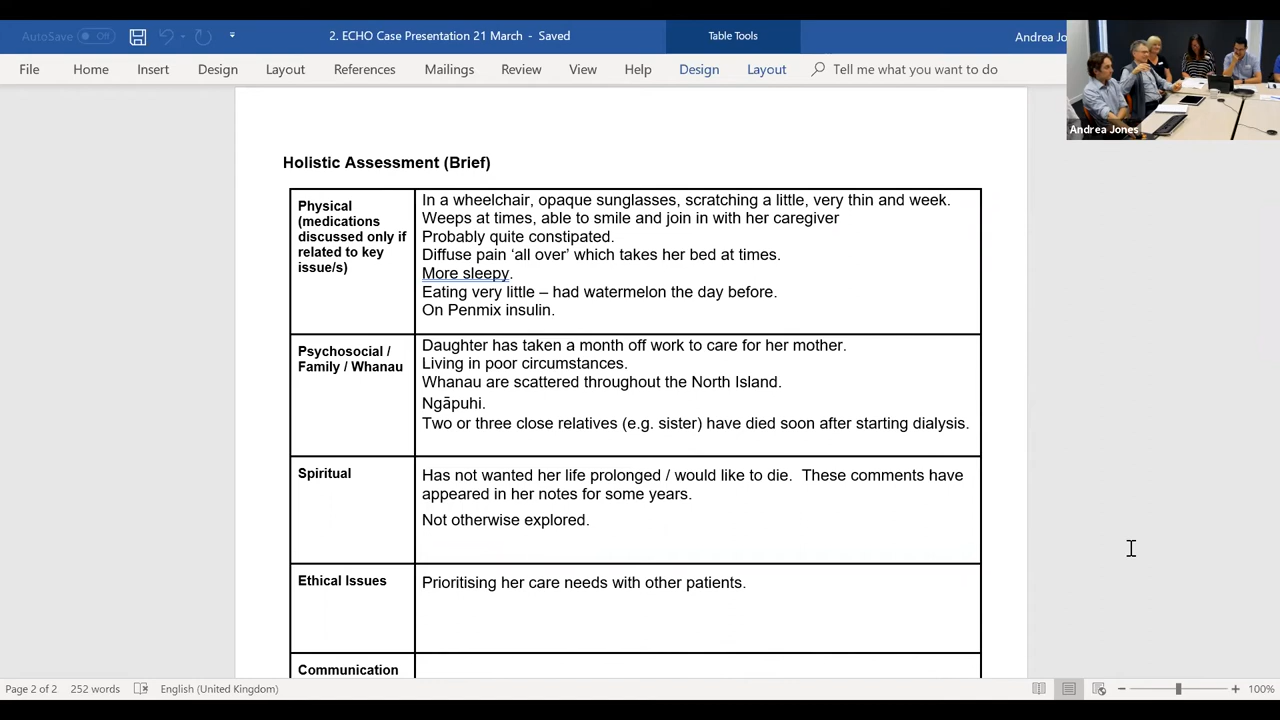 AutoSave Off
2. ECHO Case Presentation 21 March - Saved
Table Tools
Andrea Jo
File Home Insert Design Layout References Mailings Review View Help Design Layout Tell me what you want to do
Andrea Jones
Holistic Assessment (Brief)
Physical
(medications
discussed only if
related to key
issue/s)
In a wheelchair, opaque sunglasses, scratching a little, very thin and week.
Weeps at times, able to smile and join in with her caregiver
Probably quite constipated.
Diffuse pain ‘all over’ which takes her bed at times.
More sleepy.
Eating very little – had watermelon the day before.
On Penmix insulin.
Psychosocial /
Family / Whanau
Daughter has taken a month off work to care for her mother.
Living in poor circumstances.
Whanau are scattered throughout the North Island.
Ngāpuhi.
Two or three close relatives (e.g. sister) have died soon after starting dialysis.
Spiritual
Has not wanted her life prolonged / would like to die.  These comments have
appeared in her notes for some years.
Not otherwise explored.
Ethical Issues
Prioritising her care needs with other patients.
Communication
Page 2 of 2 252 words English (United Kingdom) 100%